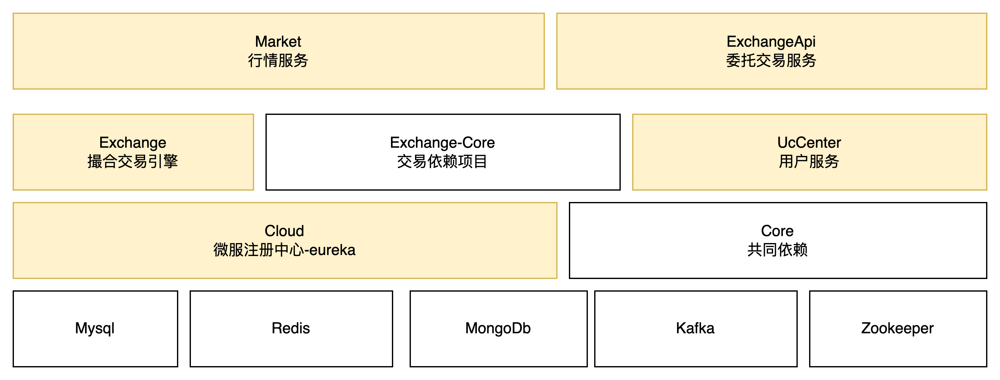 Market
行情服务
ExchangeApi
委托交易服务
Exchange
撮合交易引擎
Exchange-Core
交易依赖项目
UcCenter
用户服务
Cloud
微服注册中心-eureka
Core
共同依赖
Mysql
Redis
MongoDb
Kafka
Zookeeper